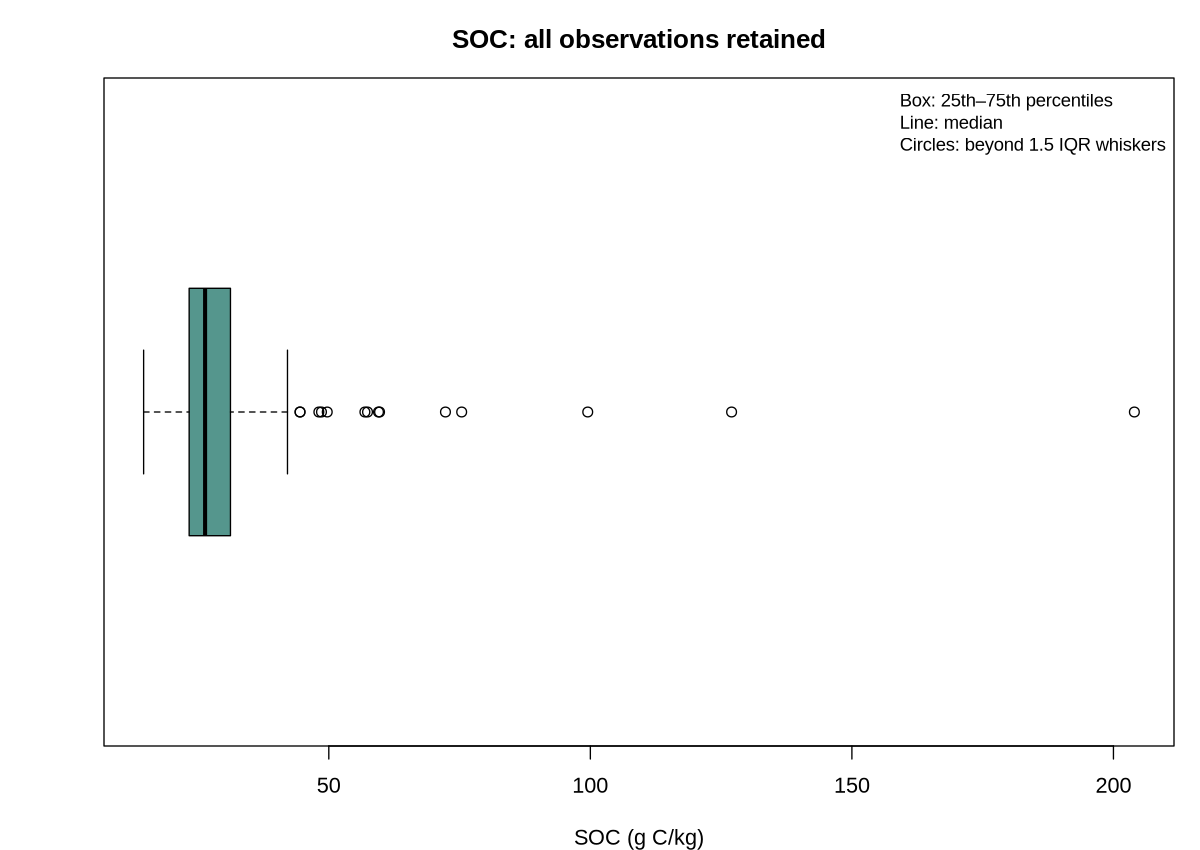 SOC: all observations retained
Box: 25th–75th percentiles
Line: median
Circles: beyond 1.5 IQR whiskers
50 100 150 200
SOC (g C/kg)